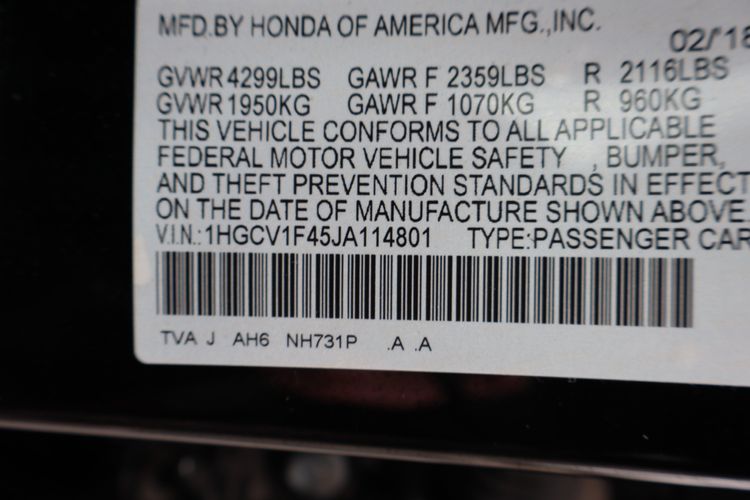 MFD.BY HONDA OF AMERICA MFG.,INC.
02/18
GVWR 4299LBS GAWR F 2359LBS R 2116LBS
GVWR 1950KG GAWR F 1070KG R 960KG
THIS VEHICLE CONFORMS TO ALL APPLICABLE
FEDERAL MOTOR VEHICLE SAFETY , BUMPER,
AND THEFT PREVENTION STANDARDS IN EFFECT
ON THE DATE OF MANUFACTURE SHOWN ABOVE.
V.I.N.:1HGCV1F45JA114801 TYPE:PASSENGER CAR
TVA J AH6 NH731P .A .A